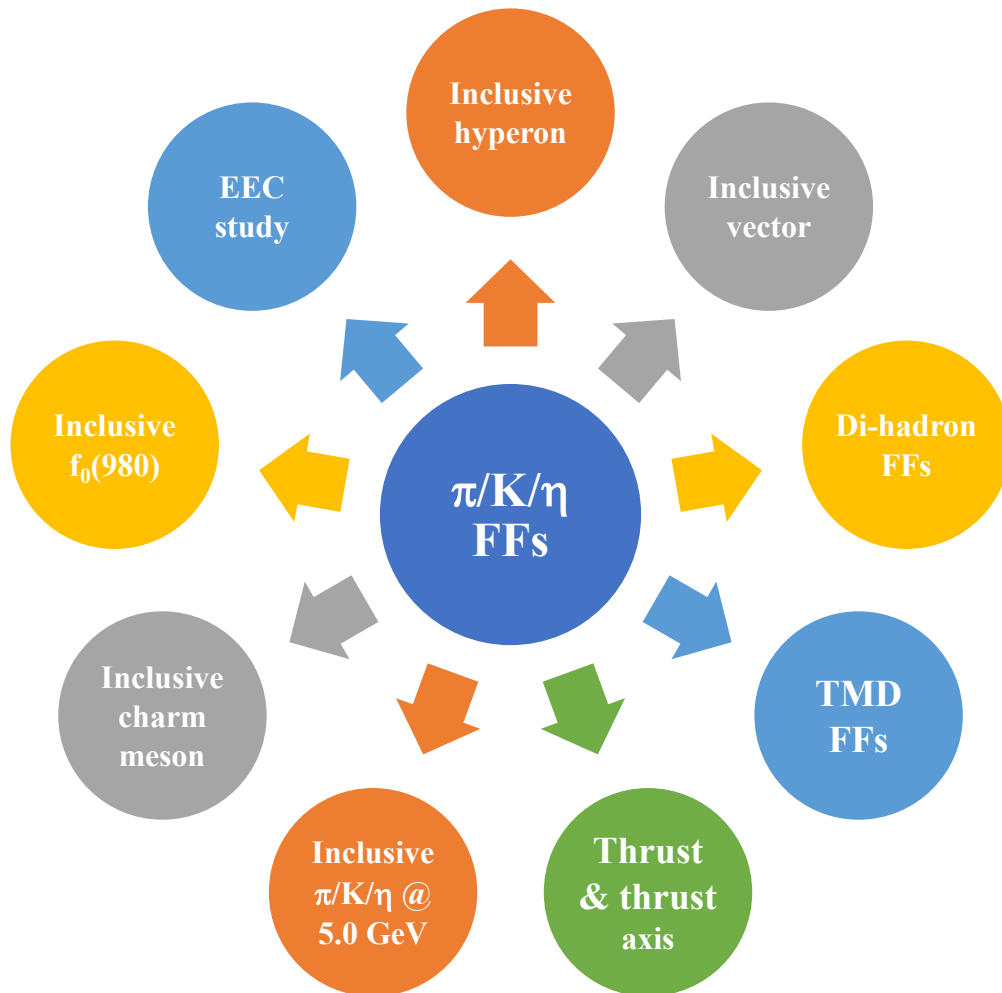 Inclusive
hyperon
Inclusive
vector
Di-hadron
FFs
TMD
FFs
Thrust
& thrust
axis
Inclusive
π/K/η @
5.0 GeV
Inclusive
charm
meson
Inclusive
f₀(980)
EEC
study
π/K/η
FFs